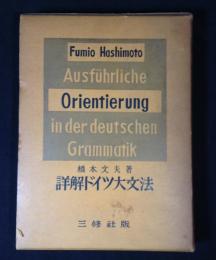 Fumio Hashimoto
Ausführliche
Orientierung
in der deutschen
Grammatik
橋本文夫著
詳解ドイツ大文法
三修社版